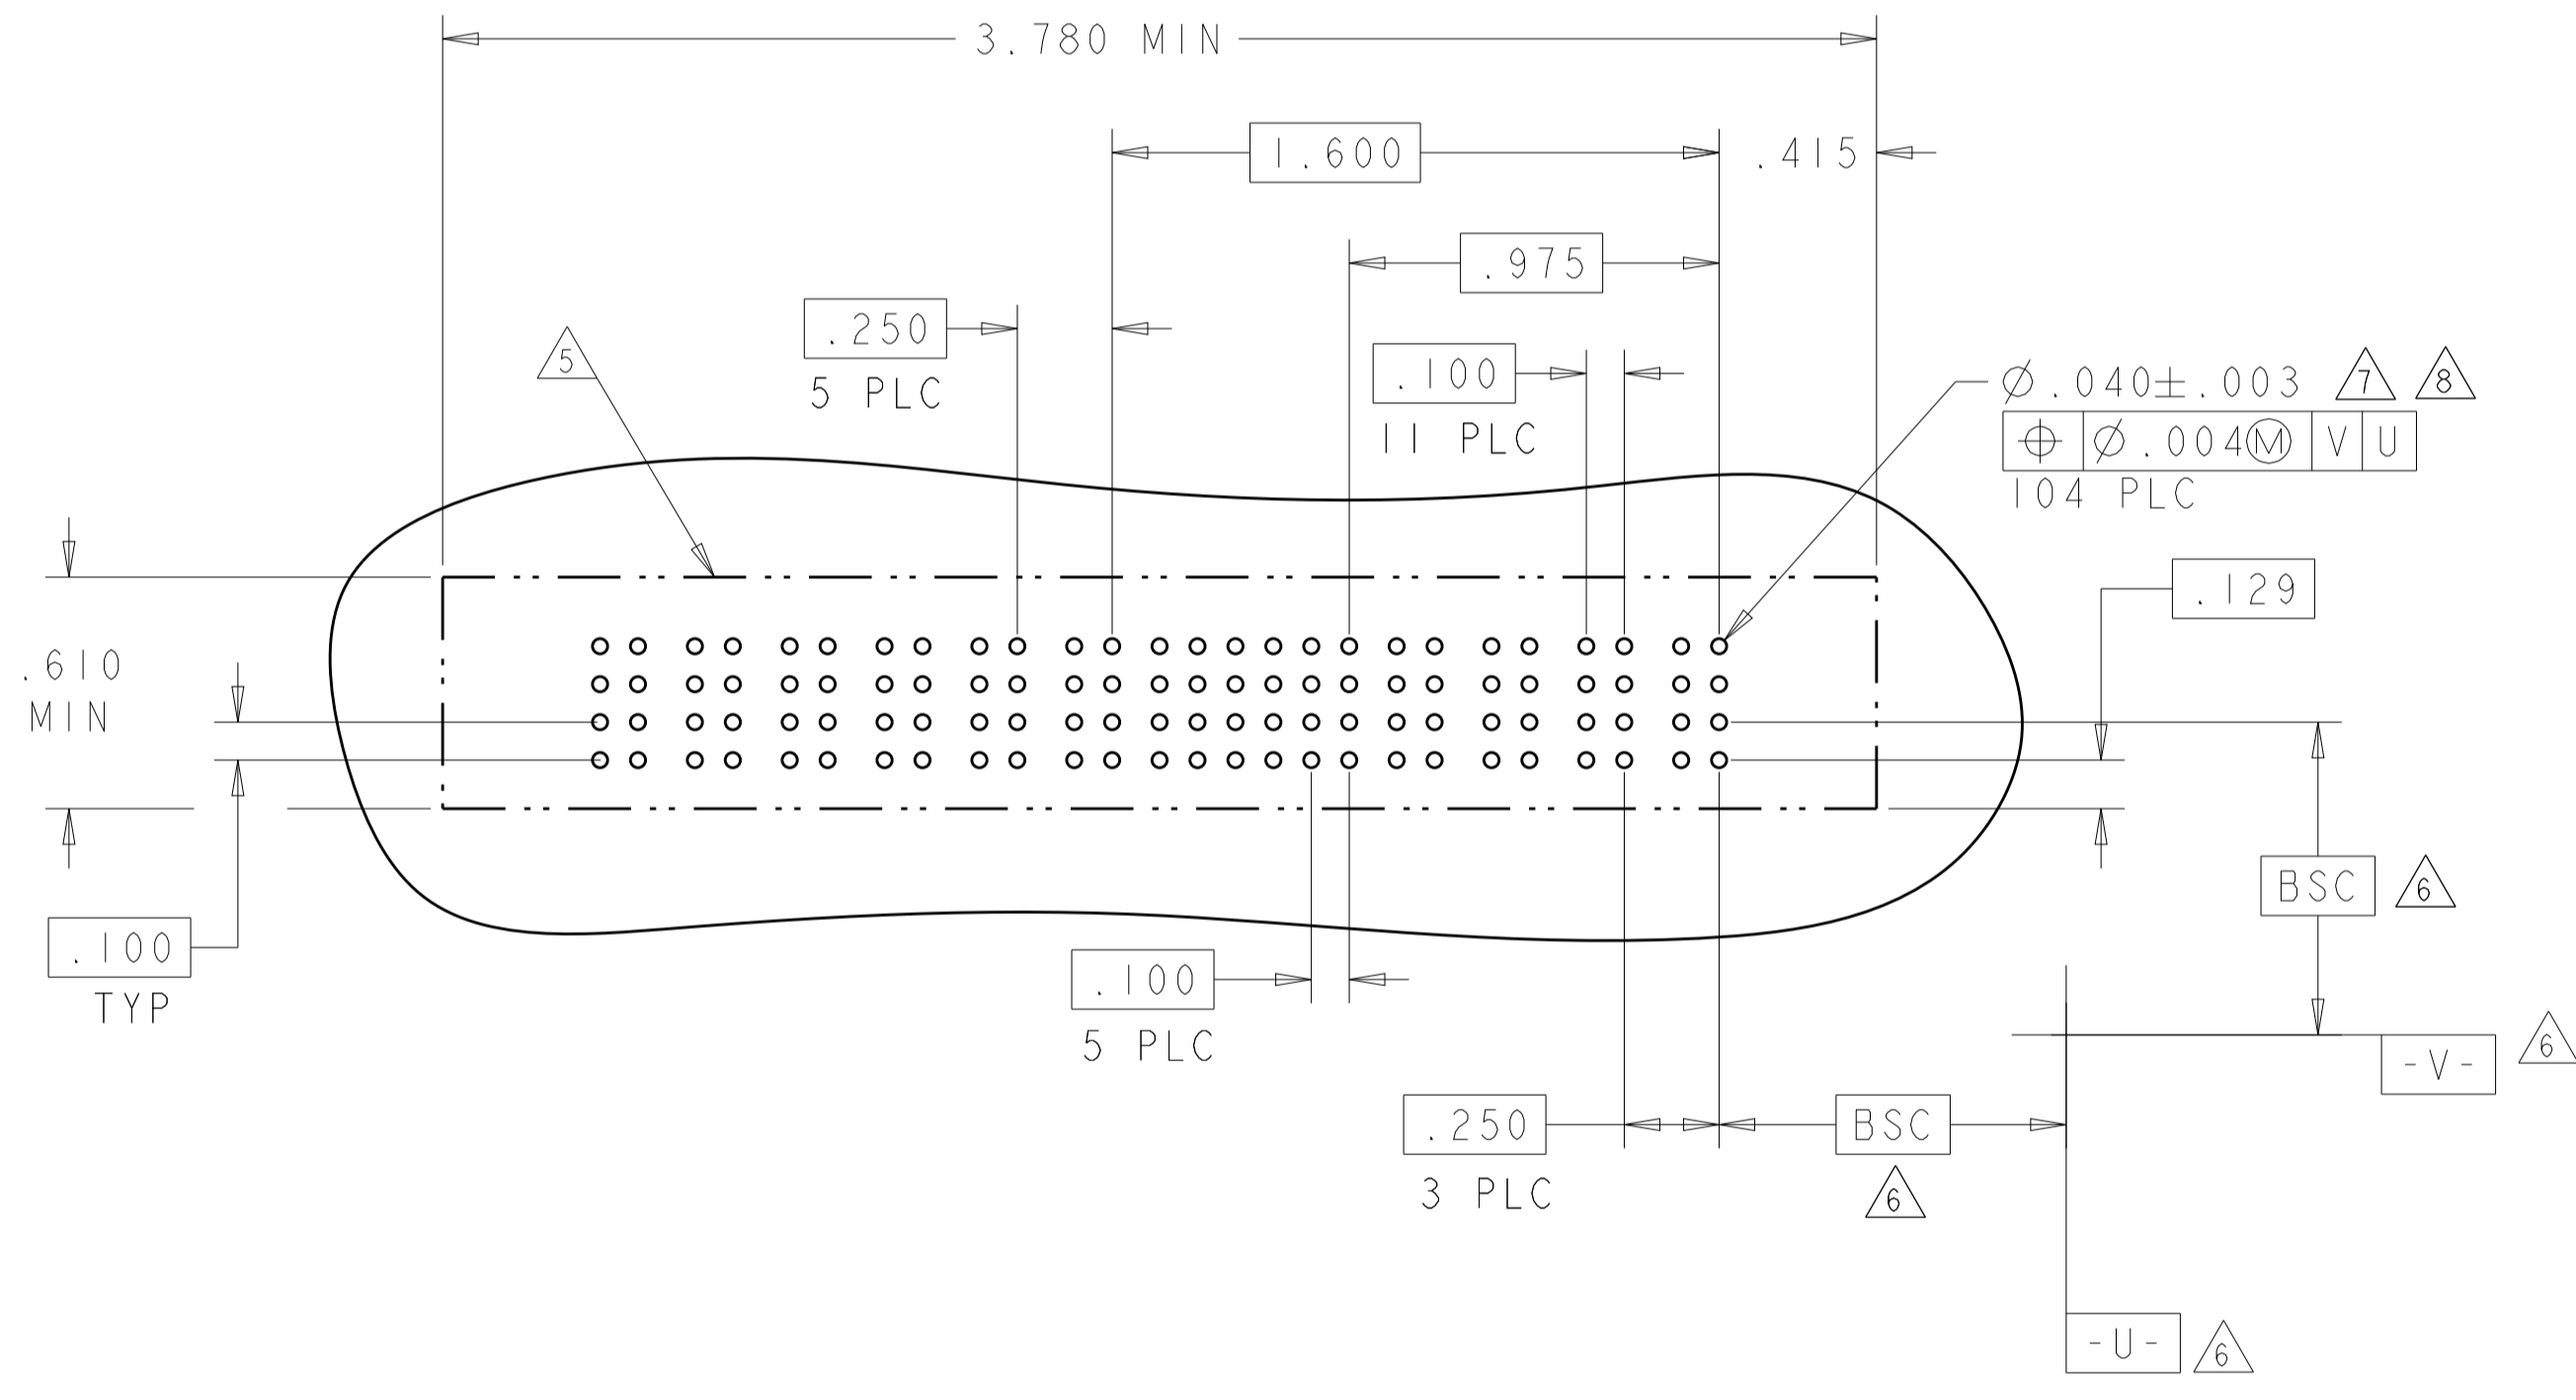 3.780 MIN
1.600
.415
.975
.250
5 PLC
5
.100
11 PLC
⌀.040±.003 7 8
⌖ ⌀.004Ⓜ V U
104 PLC
.129
.610
MIN
BSC 6
.100
TYP
.100
5 PLC
-V- 6
.250
3 PLC
BSC
6
-U- 6